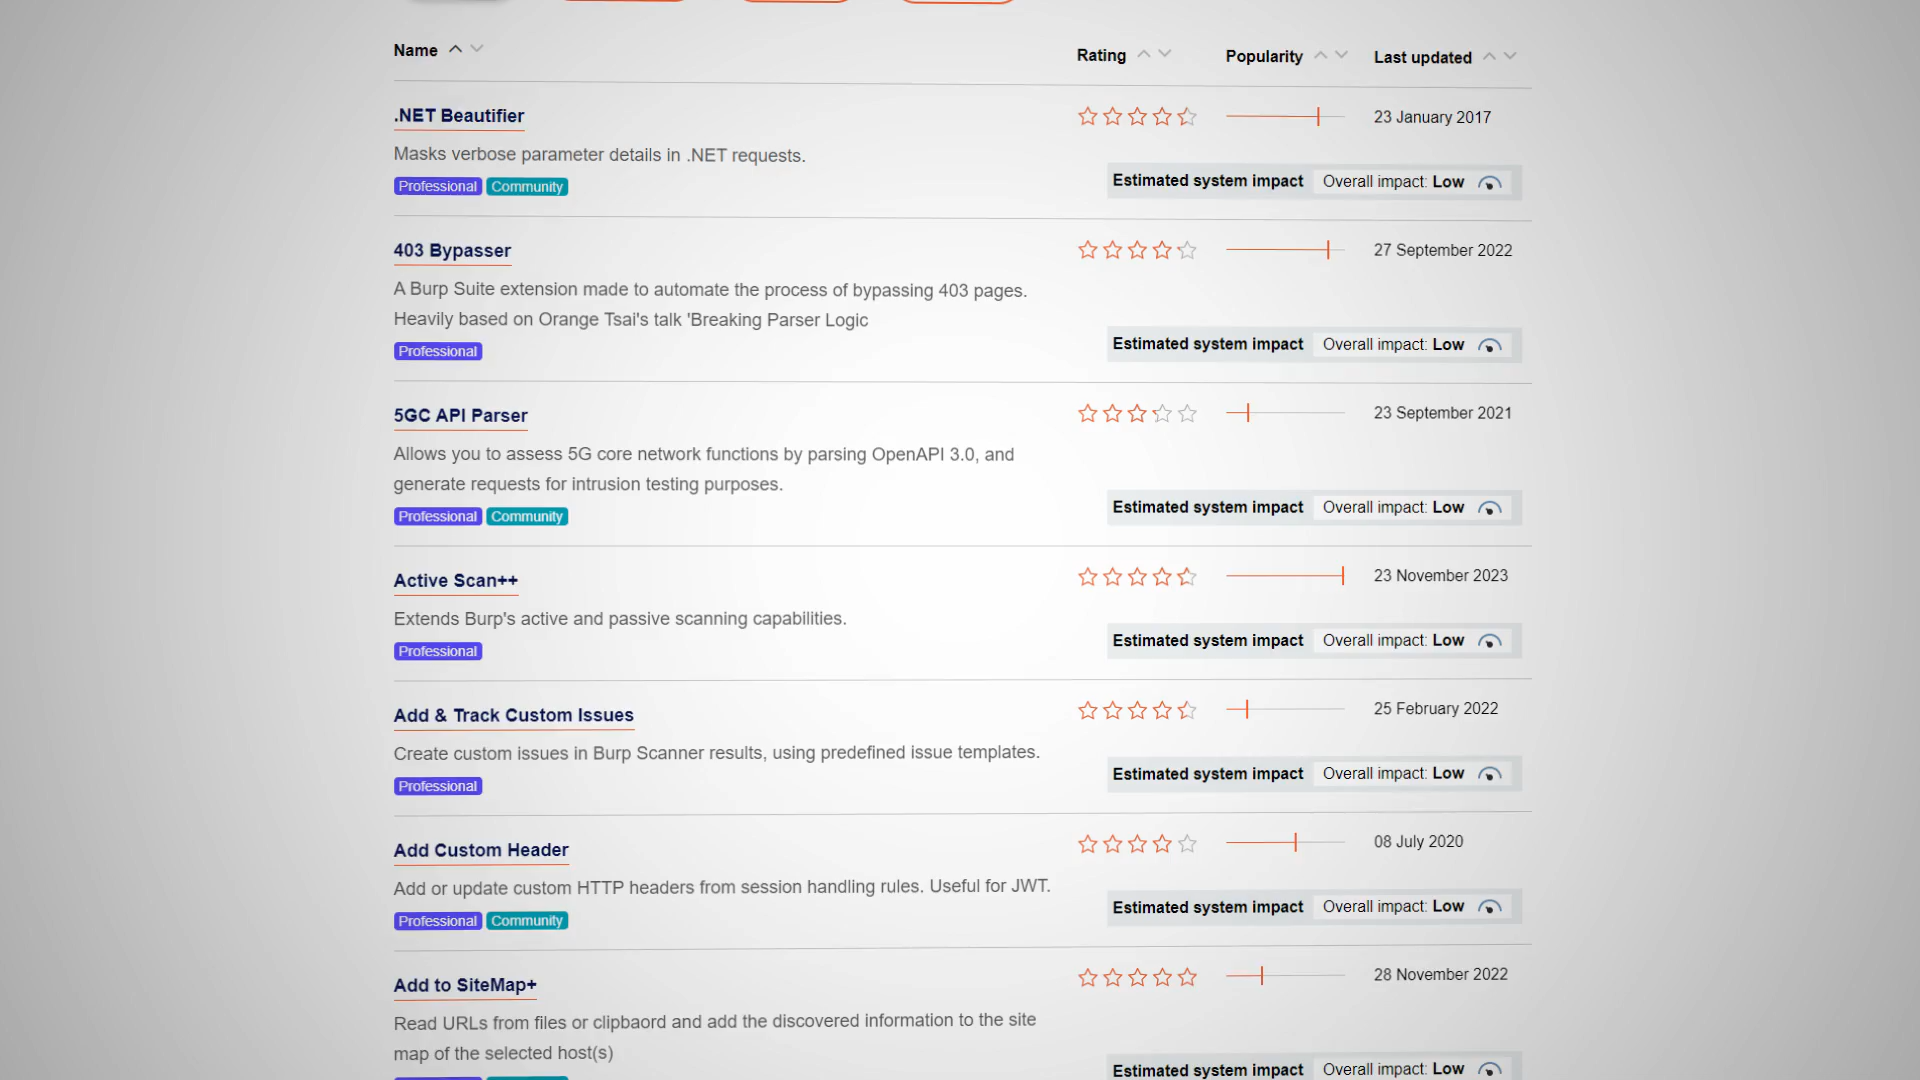 Name Rating Popularity Last updated
.NET Beautifier 23 January 2017
Masks verbose parameter details in .NET requests.
Professional Community Estimated system impact Overall impact: Low
403 Bypasser 27 September 2022
A Burp Suite extension made to automate the process of bypassing 403 pages.
Heavily based on Orange Tsai's talk 'Breaking Parser Logic
Professional Estimated system impact Overall impact: Low
5GC API Parser 23 September 2021
Allows you to assess 5G core network functions by parsing OpenAPI 3.0, and
generate requests for intrusion testing purposes.
Professional Community Estimated system impact Overall impact: Low
Active Scan++ 23 November 2023
Extends Burp's active and passive scanning capabilities.
Professional Estimated system impact Overall impact: Low
Add & Track Custom Issues 25 February 2022
Create custom issues in Burp Scanner results, using predefined issue templates.
Professional Estimated system impact Overall impact: Low
Add Custom Header 08 July 2020
Add or update custom HTTP headers from session handling rules. Useful for JWT.
Professional Community Estimated system impact Overall impact: Low
Add to SiteMap+ 28 November 2022
Read URLs from files or clipbaord and add the discovered information to the site
map of the selected host(s)
Estimated system impact Overall impact: Low